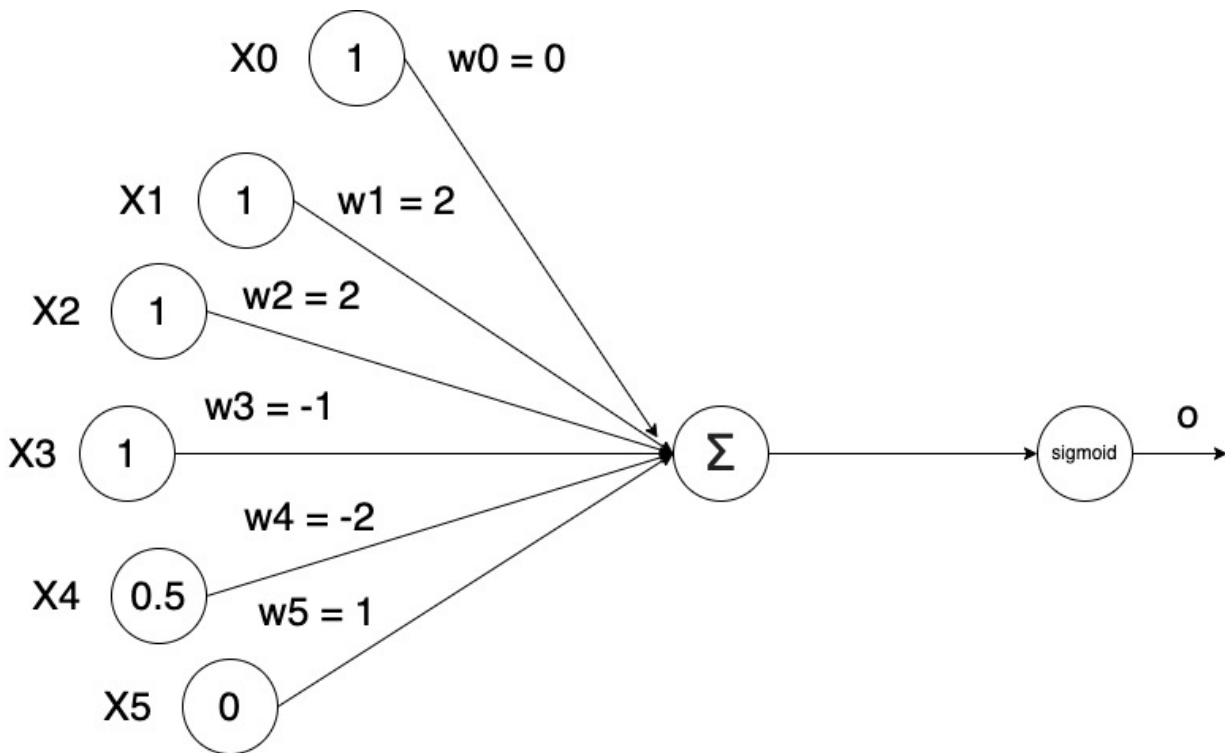 X0 1 w0 = 0
X1 1 w1 = 2
X2 1 w2 = 2
X3 1 w3 = -1
Σ sigmoid o
X4 0.5 w4 = -2
X5 0 w5 = 1